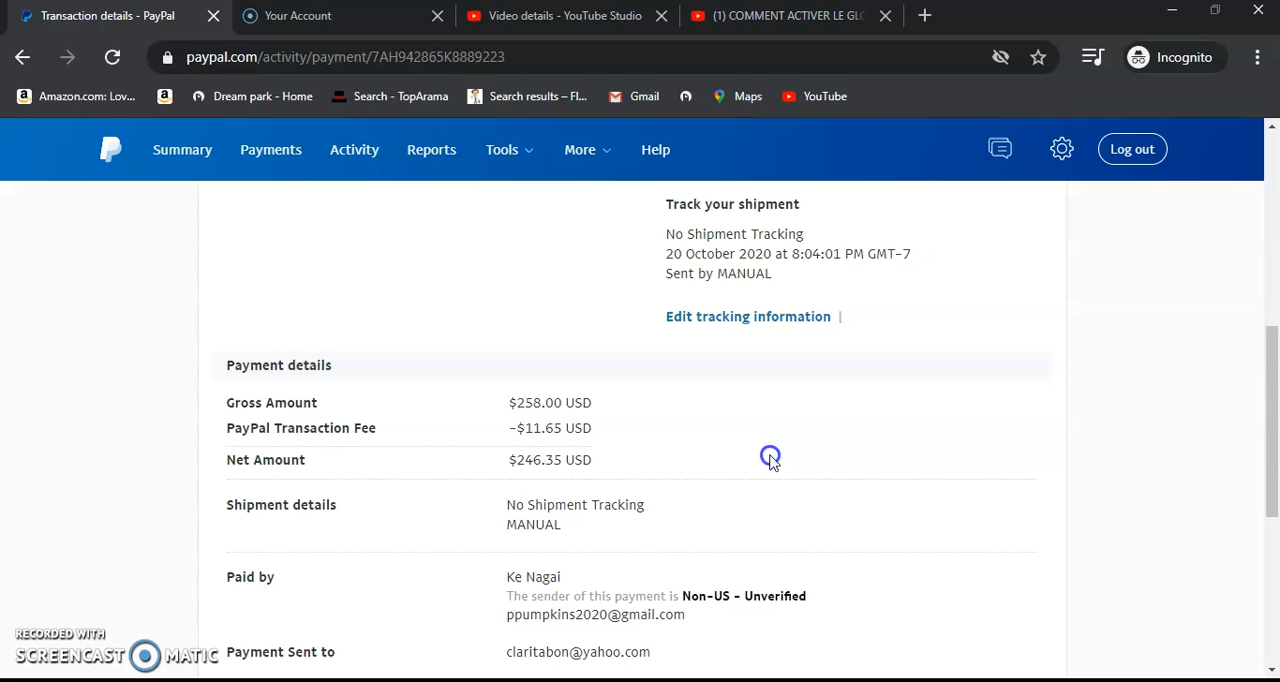 Transaction details - PayPal
Your Account
Video details - YouTube Studio
(1) COMMENT ACTIVER LE GLO
paypal.com/activity/payment/7AH942865K8889223
Incognito
Amazon.com: Lov...
Dream park - Home
Search - TopArama
Search results – Fl...
Gmail
Maps
YouTube
Summary
Payments
Activity
Reports
Tools
More
Help
Log out
Track your shipment
No Shipment Tracking
20 October 2020 at 8:04:01 PM GMT-7
Sent by MANUAL
Edit tracking information |
Payment details
Gross Amount $258.00 USD
PayPal Transaction Fee -$11.65 USD
Net Amount $246.35 USD
Shipment details No Shipment Tracking
MANUAL
Paid by Ke Nagai
The sender of this payment is Non-US - Unverified
ppumpkins2020@gmail.com
Payment Sent to claritabon@yahoo.com
RECORDED WITH
SCREENCAST MATIC